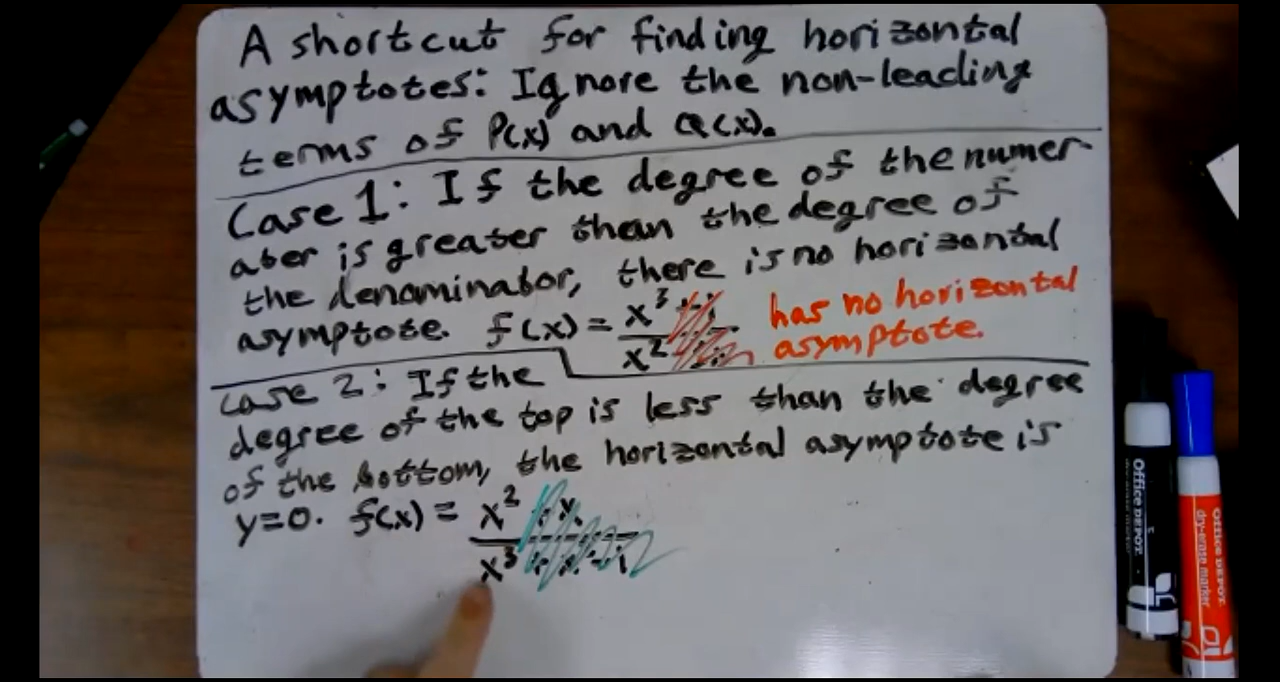 A shortcut for finding horizontal
asymptotes: Ignore the non-leading
terms of P(x) and Q(x).
Case 1: If the degree of the numer-
ator is greater than the degree of
the denominator, there is no horizontal
asymptote. f(x) = x³
x²
has no horizontal
asymptote.
Case 2: If the
degree of the top is less than the degree
of the bottom, the horizontal asymptote is
y=0. f(x) = x²
x³
Office DEPOT
dry-erase marker
Office DEPOT
dry-erase marker